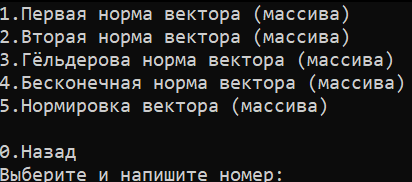 1.Первая норма вектора (массива)
2.Вторая норма вектора (массива)
3.Гёльдерова норма вектора (массива)
4.Бесконечная норма вектора (массива)
5.Нормировка вектора (массива)
0.Назад
Выберите и напишите номер: